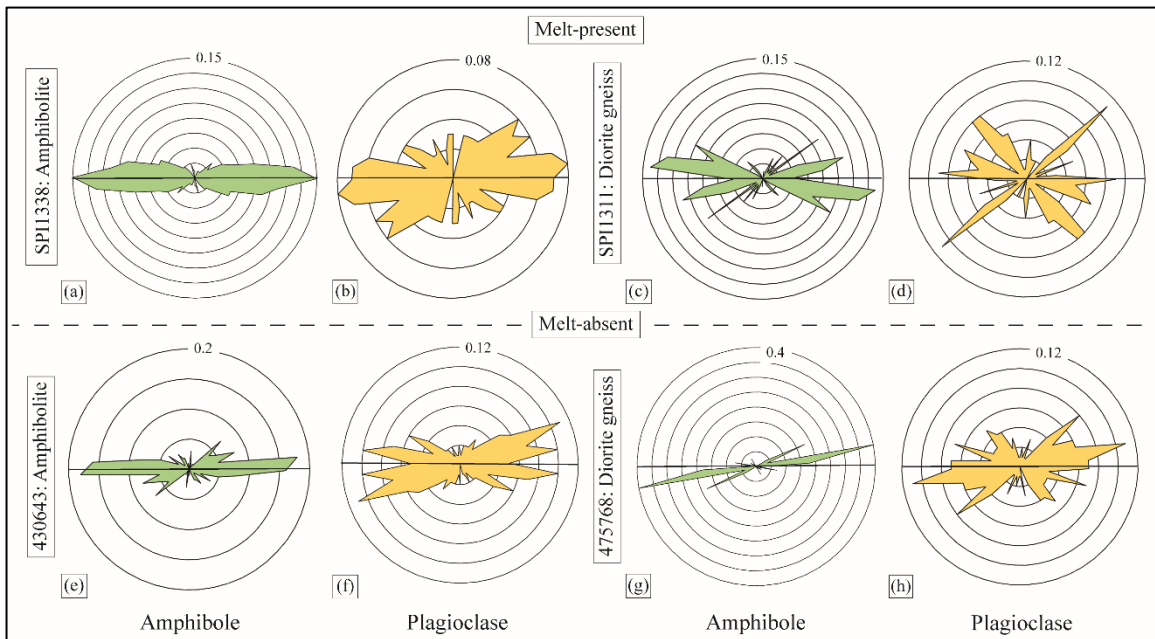 Melt-present
SPI1338: Amphibolite
0.15
(a)
0.08
(b)
SPI1311: Diorite gneiss
0.15
(c)
0.12
(d)
Melt-absent
430643: Amphibolite
0.2
(e)
0.12
(f)
475768: Diorite gneiss
0.4
(g)
0.12
(h)
Amphibole
Plagioclase
Amphibole
Plagioclase